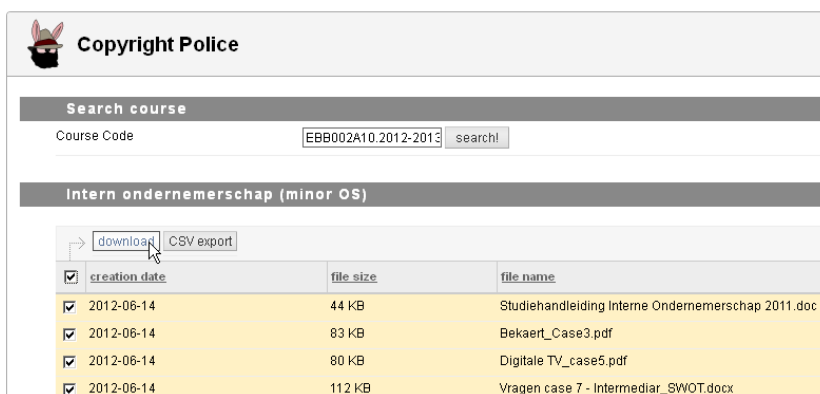 Copyright Police
Search course
Course Code EBB002A10.2012-2013 search!
Intern ondernemerschap (minor OS)
download CSV export
creation date file size file name
2012-06-14 44 KB Studiehandleiding Interne Ondernemerschap 2011.doc
2012-06-14 83 KB Bekaert_Case3.pdf
2012-06-14 80 KB Digitale TV_case5.pdf
2012-06-14 112 KB Vragen case 7 - Intermediar_SWOT.docx